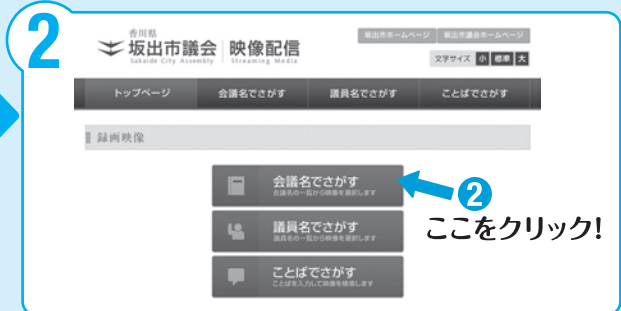 2
香川県
坂出市議会 映像配信
Sakaide City Assembly Streaming Media
坂出市ホームページ 坂出市議会ホームページ
文字サイズ 小 標準 大
トップページ 会議名でさがす 議員名でさがす ことばでさがす
録画映像
会議名でさがす
会議名の一覧から映像を選択します
議員名でさがす
議員名の一覧から映像を選択します
ことばでさがす
ことばを入力して映像を検索します
2
ここをクリック!